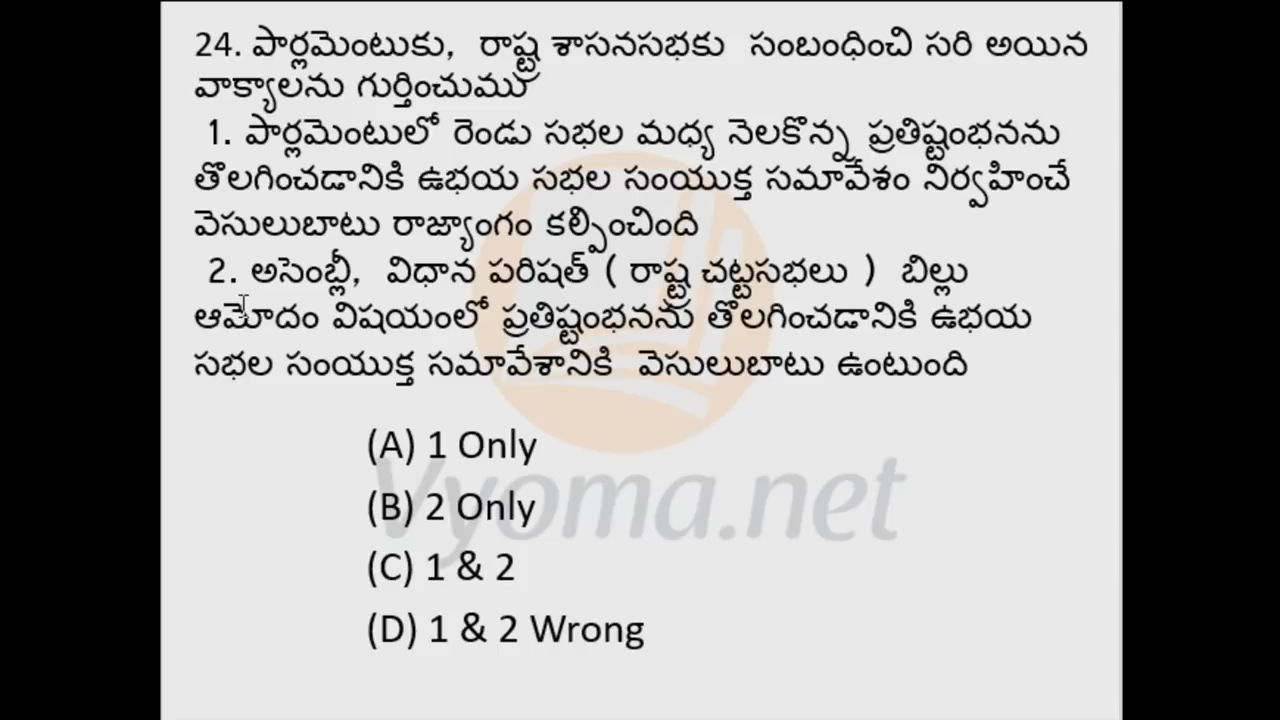 24. పార్లమెంటుకు, రాష్ట్ర శాసనసభకు సంబంధించి సరి అయిన
వాక్యాలను గుర్తించుము
1. పార్లమెంటులో రెండు సభల మధ్య నెలకొన్న ప్రతిష్టంభనను
తొలగించడానికి ఉభయ సభల సంయుక్త సమావేశం నిర్వహించే
వెసులుబాటు రాజ్యాంగం కల్పించింది
2. అసెంబ్లీ, విధాన పరిషత్ ( రాష్ట్ర చట్టసభలు ) బిల్లు
ఆమోదం విషయంలో ప్రతిష్టంభనను తొలగించడానికి ఉభయ
సభల సంయుక్త సమావేశానికి వెసులుబాటు ఉంటుంది
(A) 1 Only
(B) 2 Only
Vyoma.net
(C) 1 & 2
(D) 1 & 2 Wrong